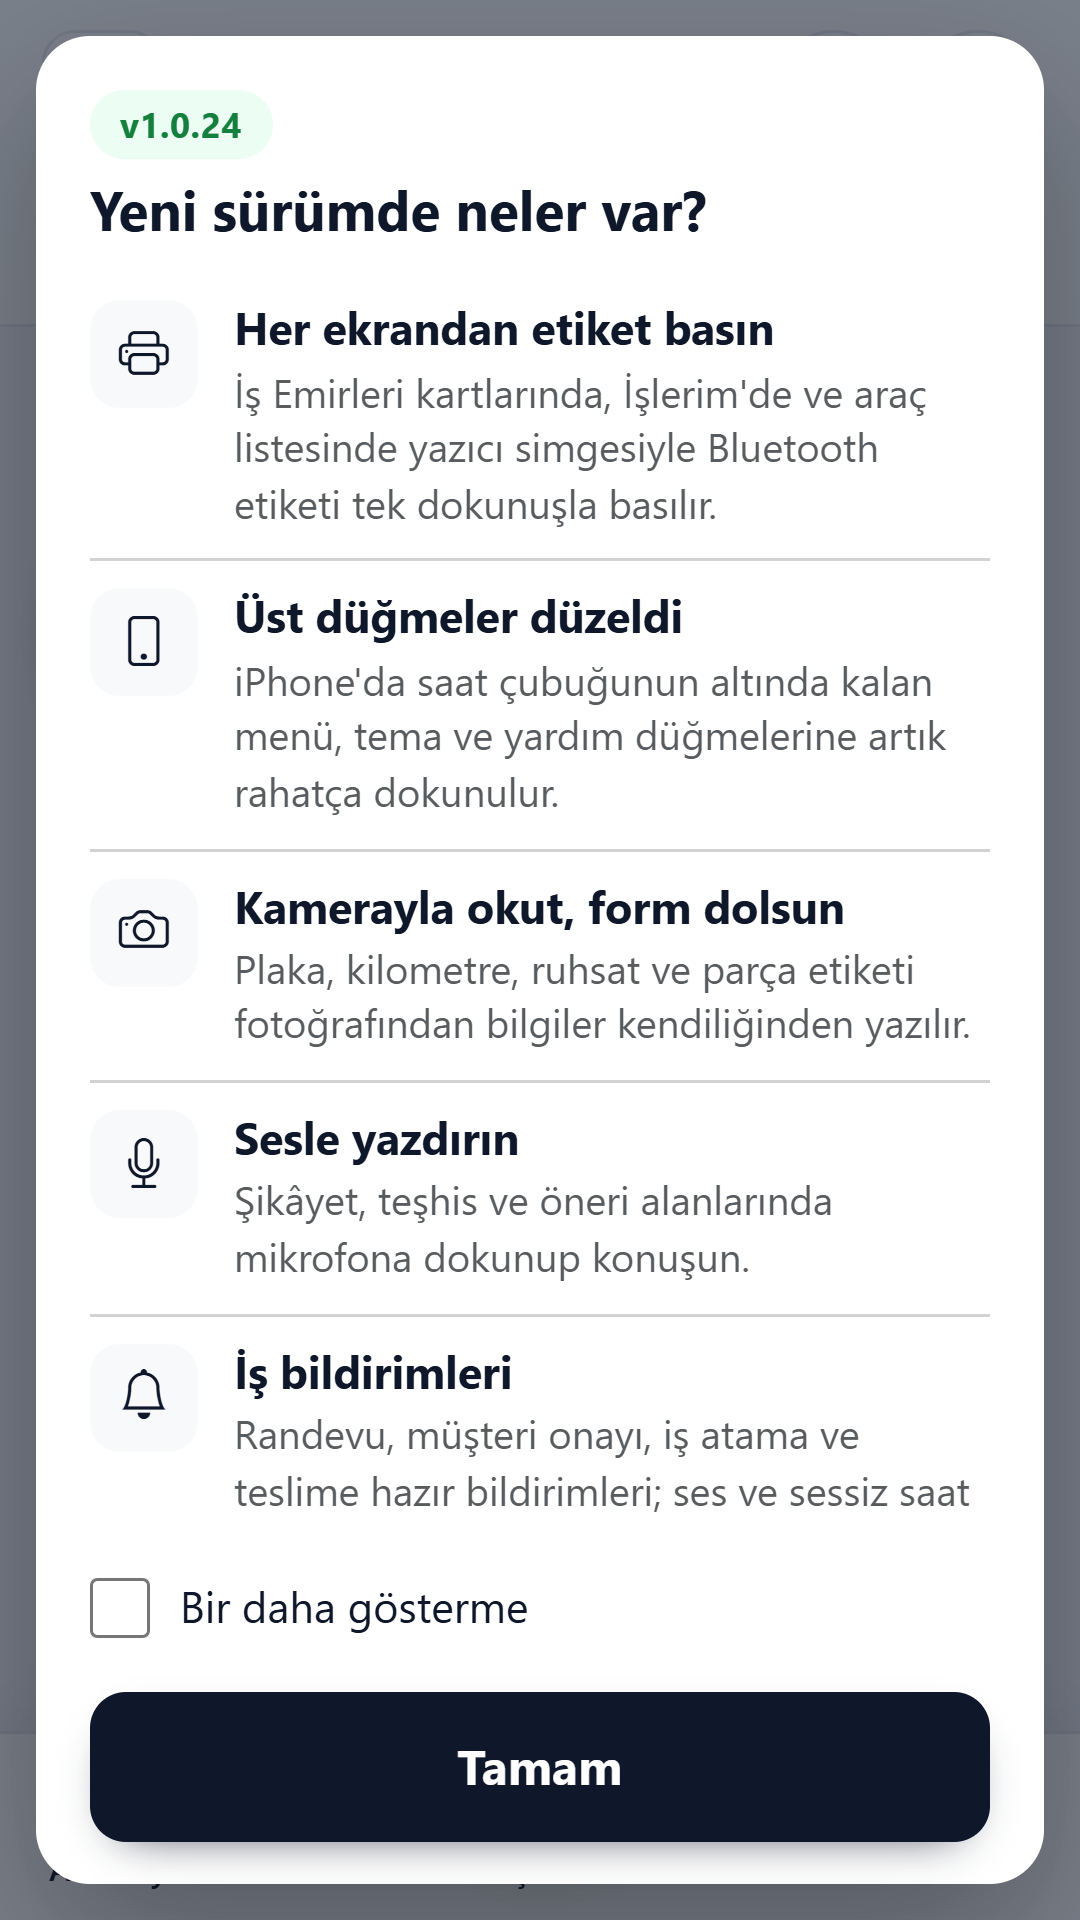 v1.0.24
Yeni sürümde neler var?
Her ekrandan etiket basın
İş Emirleri kartlarında, İşlerim'de ve araç
listesinde yazıcı simgesiyle Bluetooth
etiketi tek dokunuşla basılır.
Üst düğmeler düzeldi
iPhone'da saat çubuğunun altında kalan
menü, tema ve yardım düğmelerine artık
rahatça dokunulur.
Kamerayla okut, form dolsun
Plaka, kilometre, ruhsat ve parça etiketi
fotoğrafından bilgiler kendiliğinden yazılır.
Sesle yazdırın
Şikâyet, teşhis ve öneri alanlarında
mikrofona dokunup konuşun.
İş bildirimleri
Randevu, müşteri onayı, iş atama ve
teslime hazır bildirimleri; ses ve sessiz saat
Bir daha gösterme
Tamam